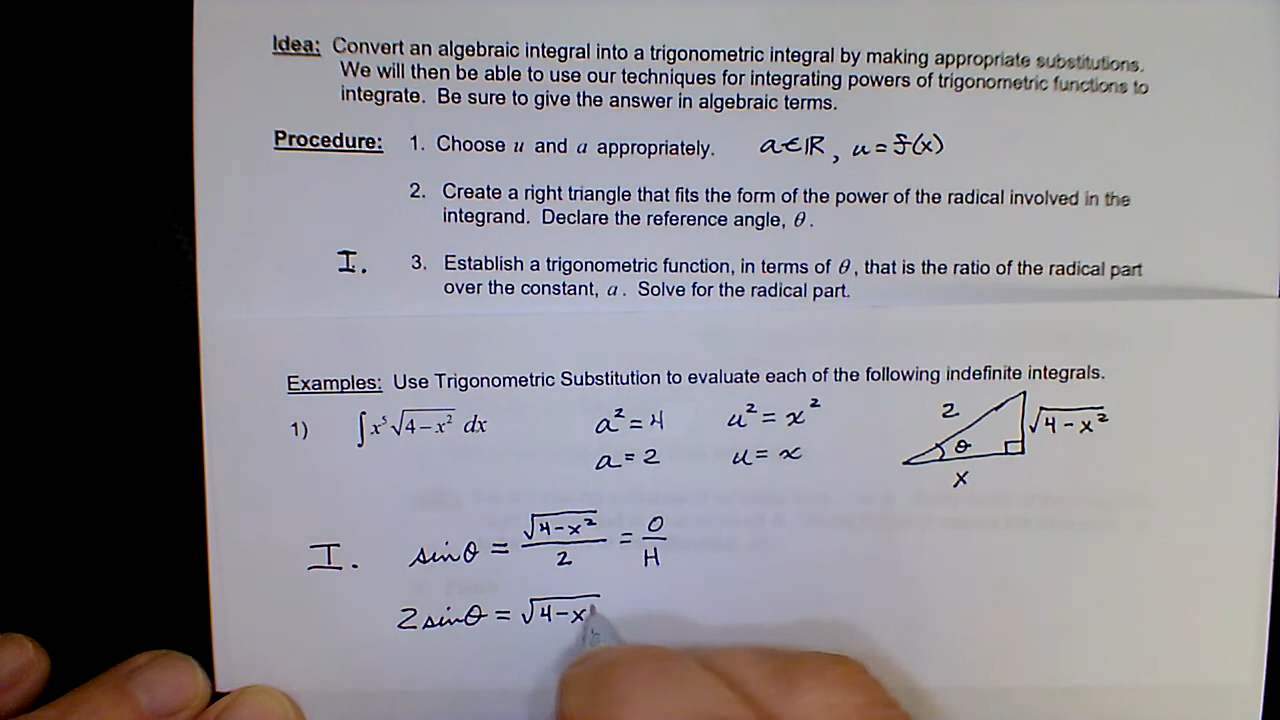 Idea: Convert an algebraic integral into a trigonometric integral by making appropriate substitutions.
We will then be able to use our techniques for integrating powers of trigonometric functions to
integrate. Be sure to give the answer in algebraic terms.
Procedure: 1. Choose u and a appropriately. a∈ℝ, u=f(x)
2. Create a right triangle that fits the form of the power of the radical involved in the
integrand. Declare the reference angle, θ.
I. 3. Establish a trigonometric function, in terms of θ, that is the ratio of the radical part
over the constant, a. Solve for the radical part.
Examples: Use Trigonometric Substitution to evaluate each of the following indefinite integrals.
1) ∫x⁵√(4−x²) dx a²=4 u²=x² 2 √(4−x²)
a=2 u=x θ
x
I. sinθ = √(4−x²)/2 = O/H
2sinθ = √(4−x